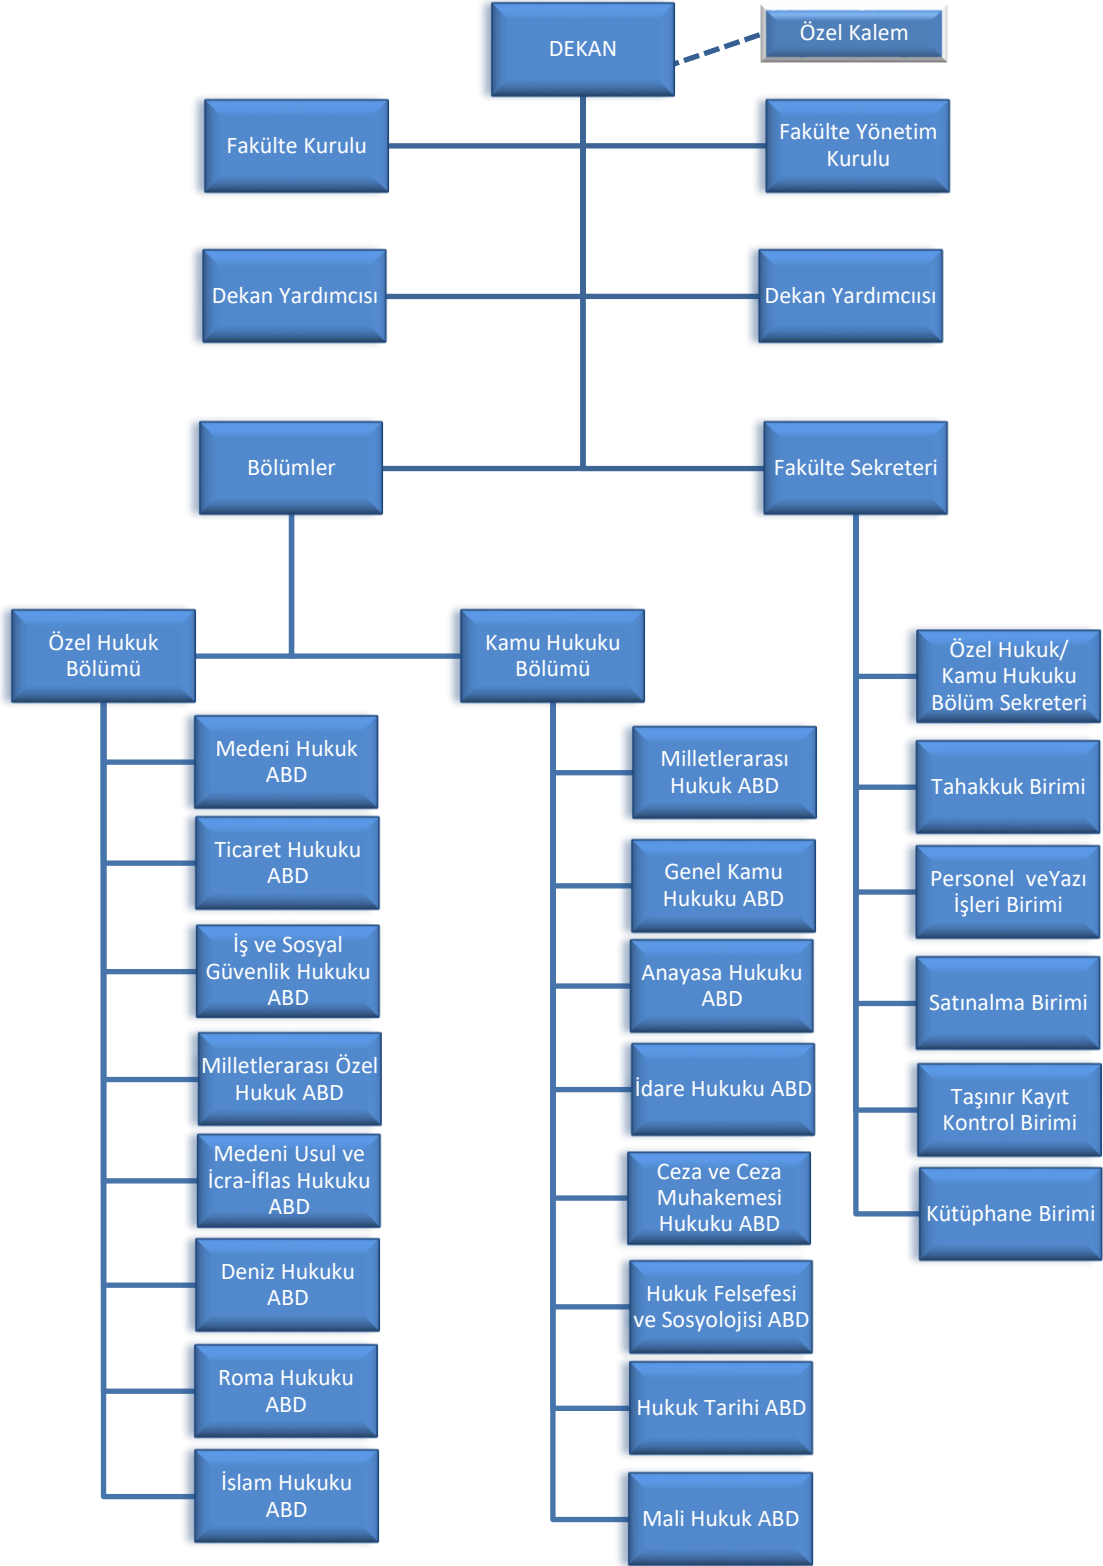 DEKAN
Özel Kalem
Fakülte Kurulu
Fakülte Yönetim
Kurulu
Dekan Yardımcısı
Dekan Yardımcıısı
Bölümler
Fakülte Sekreteri
Özel Hukuk
Bölümü
Kamu Hukuku
Bölümü
Medeni Hukuk
ABD
Ticaret Hukuku
ABD
İş ve Sosyal
Güvenlik Hukuku
ABD
Milletlerarası Özel
Hukuk ABD
Medeni Usul ve
İcra-İflas Hukuku
ABD
Deniz Hukuku
ABD
Roma Hukuku
ABD
İslam Hukuku
ABD
Milletlerarası
Hukuk ABD
Genel Kamu
Hukuku ABD
Anayasa Hukuku
ABD
İdare Hukuku ABD
Ceza ve Ceza
Muhakemesi
Hukuku ABD
Hukuk Felsefesi
ve Sosyolojisi ABD
Hukuk Tarihi ABD
Mali Hukuk ABD
Özel Hukuk/
Kamu Hukuku
Bölüm Sekreteri
Tahakkuk Birimi
Personel  veYazı
İşleri Birimi
Satınalma Birimi
Taşınır Kayıt
Kontrol Birimi
Kütüphane Birimi